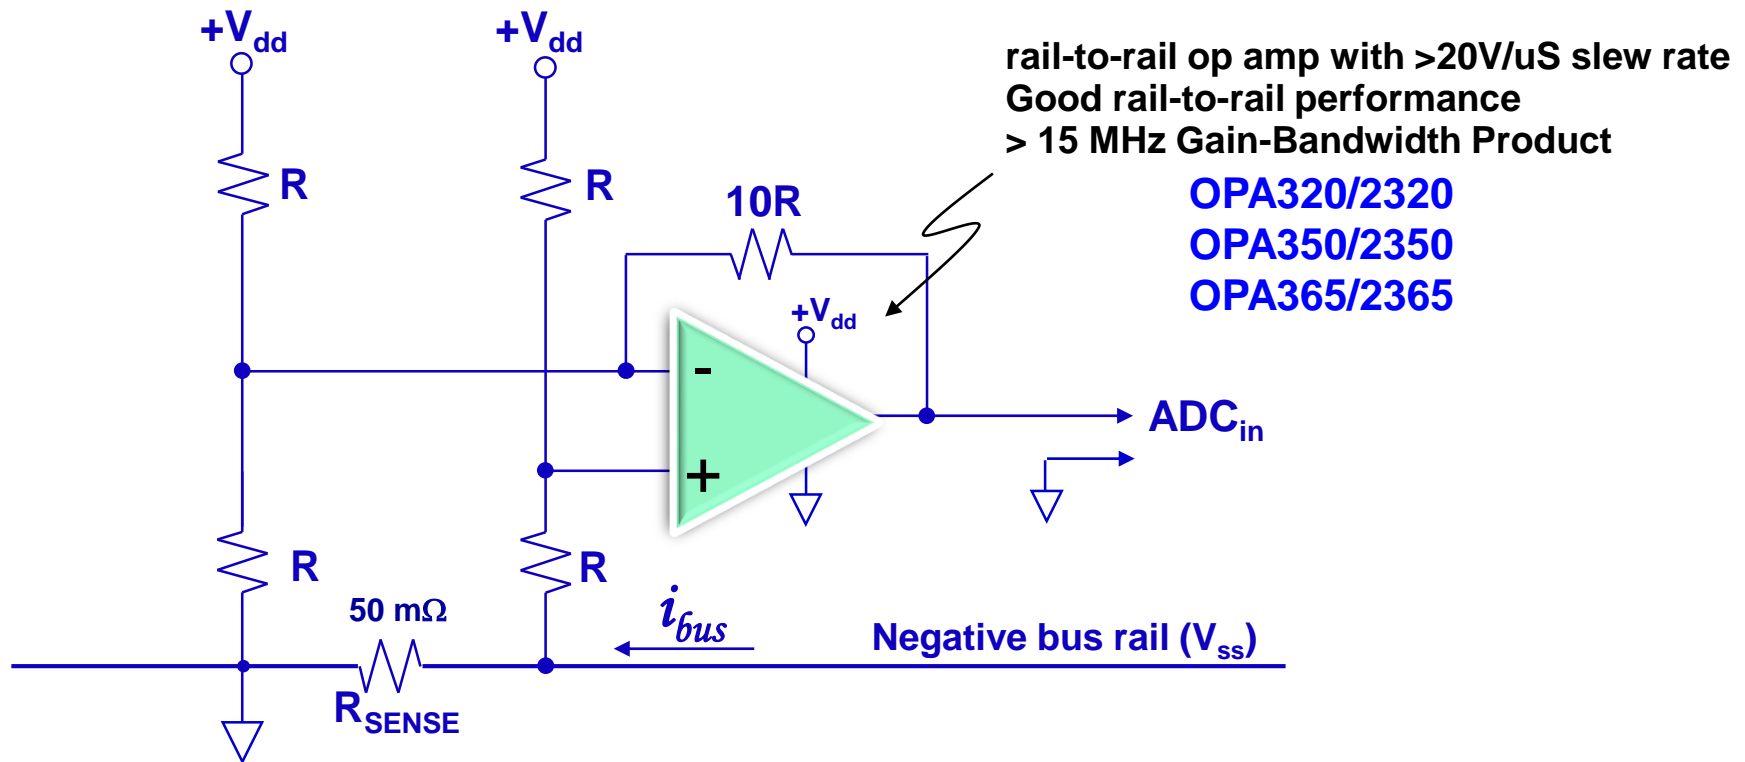 +Vdd
+Vdd
rail-to-rail op amp with >20V/uS slew rate
Good rail-to-rail performance
> 15 MHz Gain-Bandwidth Product
OPA320/2320
OPA350/2350
OPA365/2365
R
R
10R
+Vdd
-
+
ADCin
R
R
50 mΩ
ibus
Negative bus rail (Vss)
RSENSE